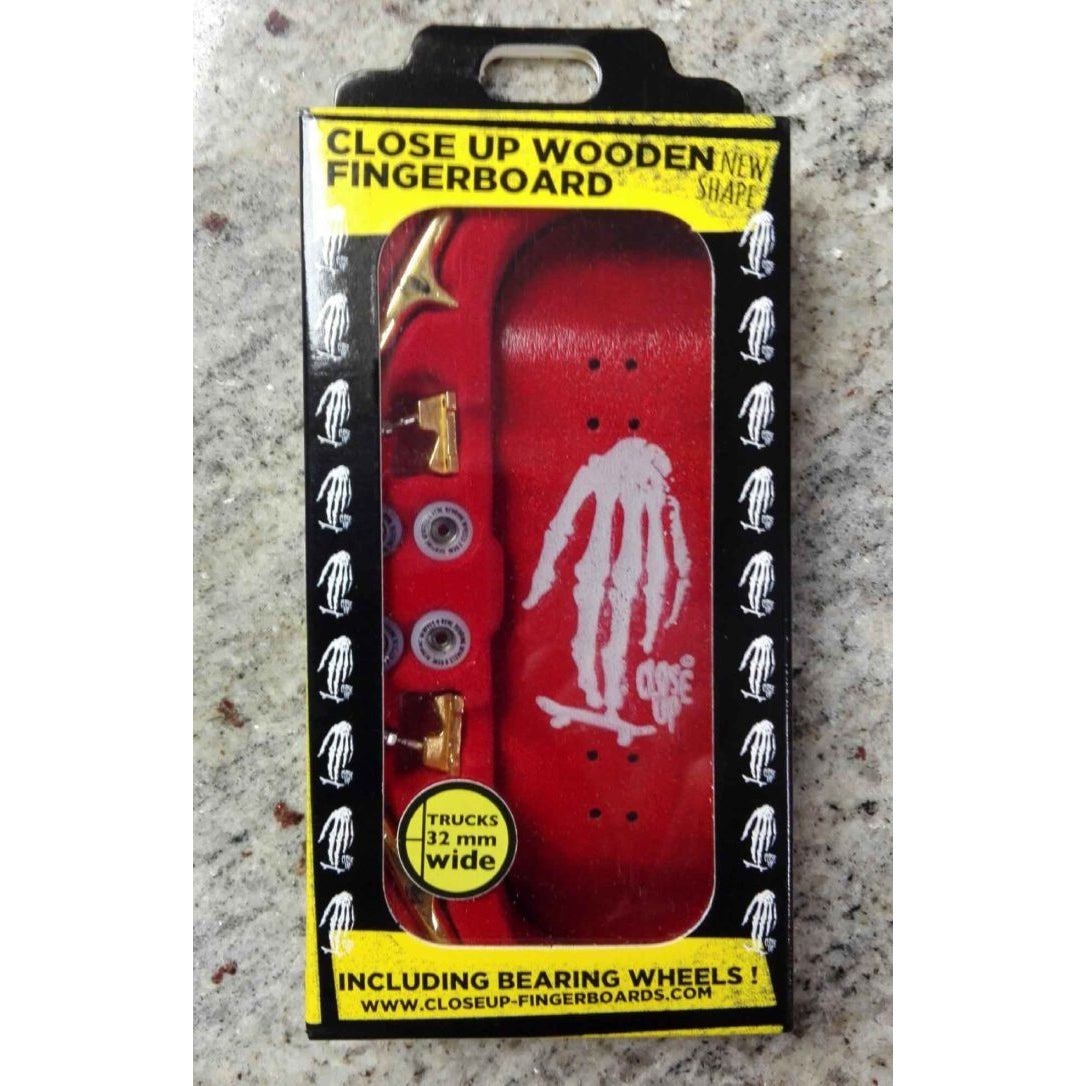 CLOSE UP WOODEN
FINGERBOARD
NEW
SHAPE
CLOSE
UP
TRUCKS
32 mm
wide
INCLUDING BEARING WHEELS !
WWW.CLOSEUP-FINGERBOARDS.COM